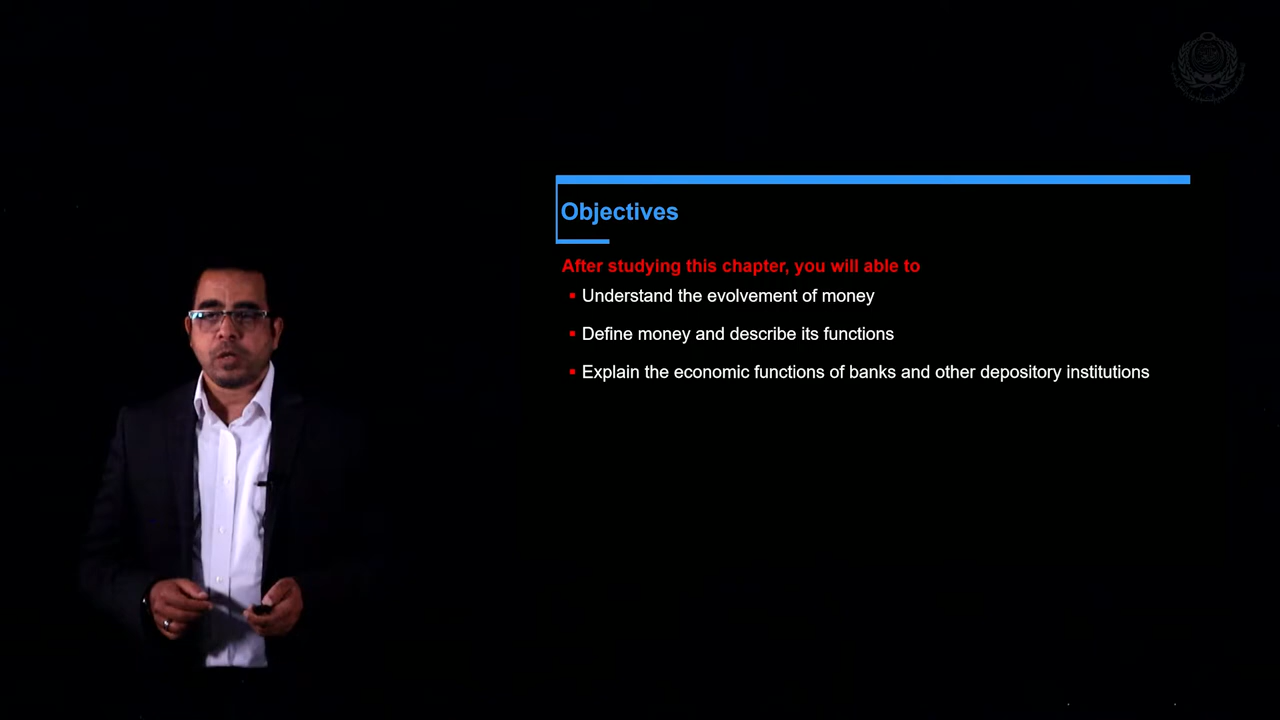 Objectives
After studying this chapter, you will able to
Understand the evolvement of money
Define money and describe its functions
Explain the economic functions of banks and other depository institutions